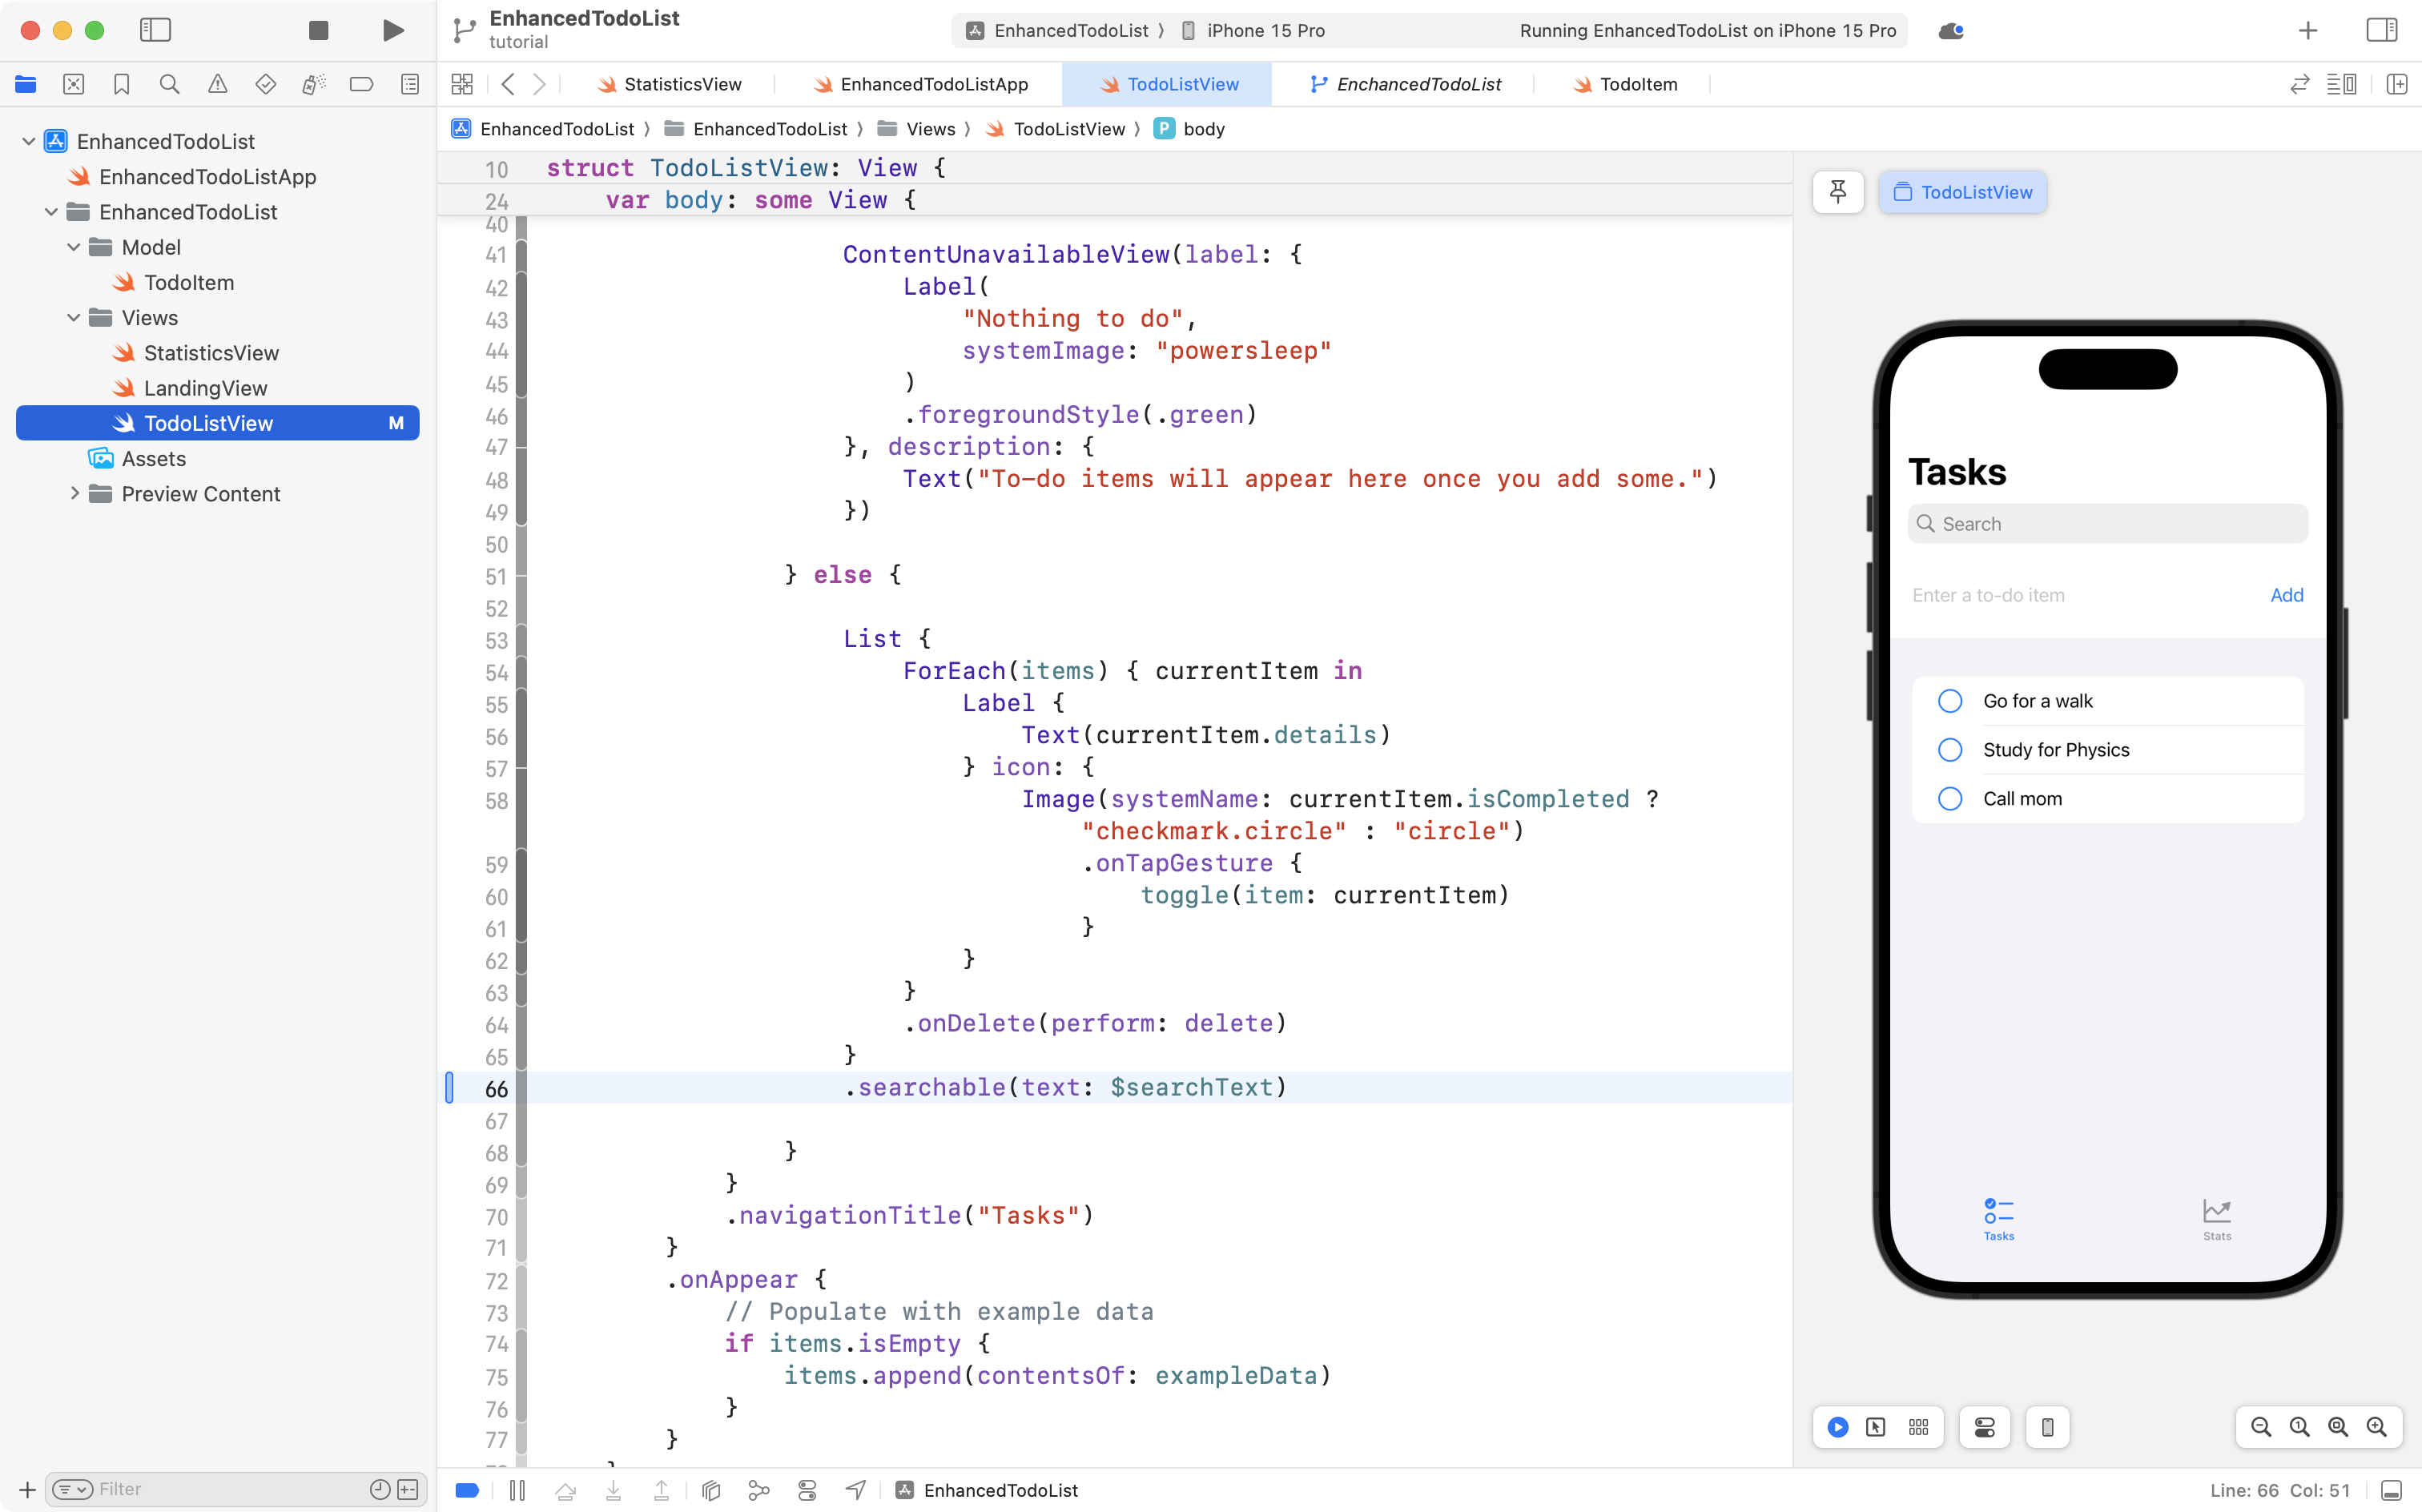 EnhancedTodoList
tutorial
EnhancedTodoList 〉 iPhone 15 Pro
Running EnhancedTodoList on iPhone 15 Pro
StatisticsView
EnhancedTodoListApp
TodoListView
EnchancedTodoList
TodoItem
EnhancedTodoList 〉 EnhancedTodoList 〉 Views 〉 TodoListView 〉 P body
EnhancedTodoList
EnhancedTodoListApp
EnhancedTodoList
Model
TodoItem
Views
StatisticsView
LandingView
TodoListView M
Assets
Preview Content
Filter
10 struct TodoListView: View {
24 var body: some View {
40
41 ContentUnavailableView(label: {
42 Label(
43 "Nothing to do",
44 systemImage: "powersleep"
45 )
46 .foregroundStyle(.green)
47 }, description: {
48 Text("To-do items will appear here once you add some.")
49 })
50
51 } else {
52
53 List {
54 ForEach(items) { currentItem in
55 Label {
56 Text(currentItem.details)
57 } icon: {
58 Image(systemName: currentItem.isCompleted ?
"checkmark.circle" : "circle")
59 .onTapGesture {
60 toggle(item: currentItem)
61 }
62 }
63 }
64 .onDelete(perform: delete)
65 }
66 .searchable(text: $searchText)
67
68 }
69 }
70 .navigationTitle("Tasks")
71 }
72 .onAppear {
73 // Populate with example data
74 if items.isEmpty {
75 items.append(contentsOf: exampleData)
76 }
77 }
TodoListView
Tasks
Search
Enter a to-do item Add
Go for a walk
Study for Physics
Call mom
Tasks
Stats
EnhancedTodoList
Line: 66 Col: 51